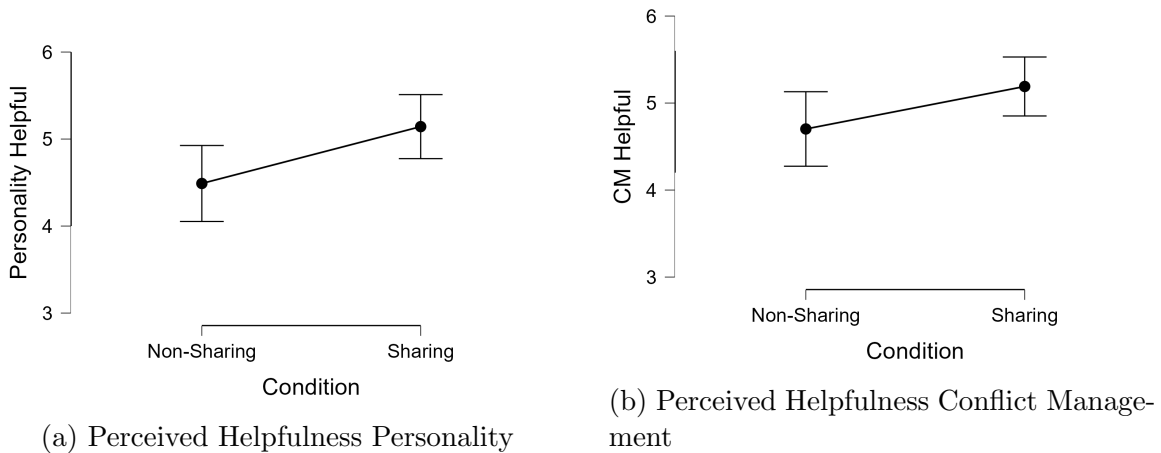 6
5
4
3
Personality Helpful
Non-Sharing Sharing
Condition
(a) Perceived Helpfulness Personality
6
5
4
3
CM Helpful
Non-Sharing Sharing
Condition
(b) Perceived Helpfulness Conflict Manage-
ment